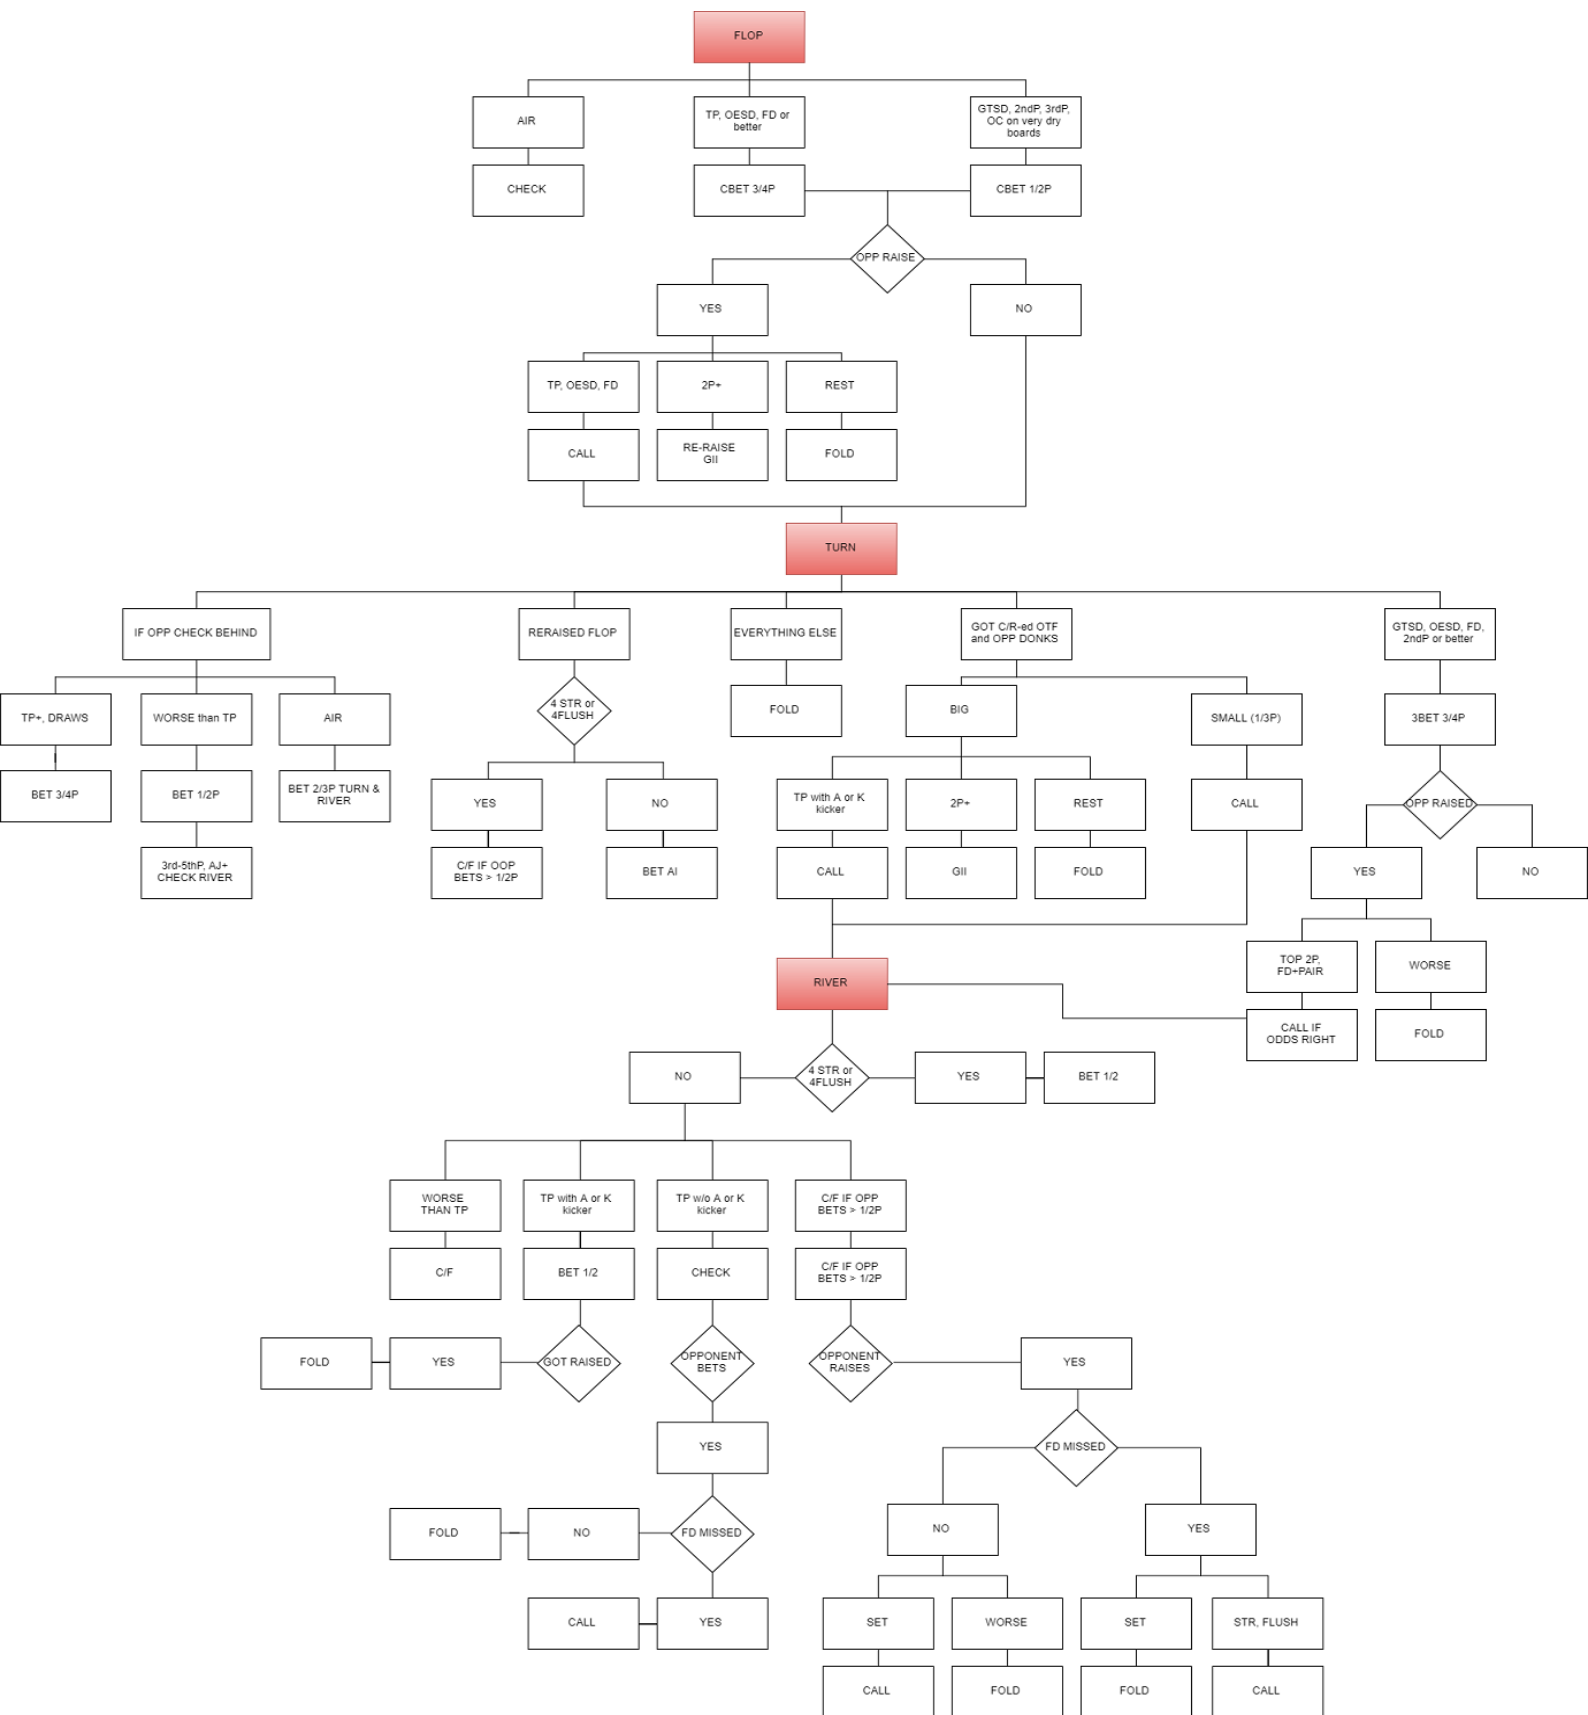 FLOP
AIR
TP, OESD, FD or
better
GTSD, 2ndP, 3rdP,
OC on very dry
boards
CHECK
CBET 3/4P
CBET 1/2P
OPP RAISE
YES
NO
TP, OESD, FD
2P+
REST
CALL
RE-RAISE
GII
FOLD
TURN
IF OPP CHECK BEHIND
RERAISED FLOP
EVERYTHING ELSE
GOT C/R-ed OTF
and OPP DONKS
GTSD, OESD, FD,
2ndP or better
TP+, DRAWS
WORSE than TP
AIR
4 STR or
4FLUSH
FOLD
BIG
SMALL (1/3P)
3BET 3/4P
BET 3/4P
BET 1/2P
BET 2/3P TURN &
RIVER
YES
NO
TP with A or K
kicker
2P+
REST
CALL
OPP RAISED
3rd-5thP, AJ+
CHECK RIVER
C/F IF OOP
BETS > 1/2P
BET AI
CALL
GII
FOLD
YES
NO
TOP 2P,
FD+PAIR
WORSE
RIVER
CALL IF
ODDS RIGHT
FOLD
NO
4 STR or
4FLUSH
YES
BET 1/2
WORSE
THAN TP
TP with A or K
kicker
TP w/o A or K
kicker
C/F IF OPP
BETS > 1/2P
C/F
BET 1/2
CHECK
C/F IF OPP
BETS > 1/2P
FOLD
YES
GOT RAISED
OPPONENT
BETS
OPPONENT
RAISES
YES
YES
FD MISSED
FOLD
NO
FD MISSED
NO
YES
CALL
YES
SET
WORSE
SET
STR, FLUSH
CALL
FOLD
FOLD
CALL